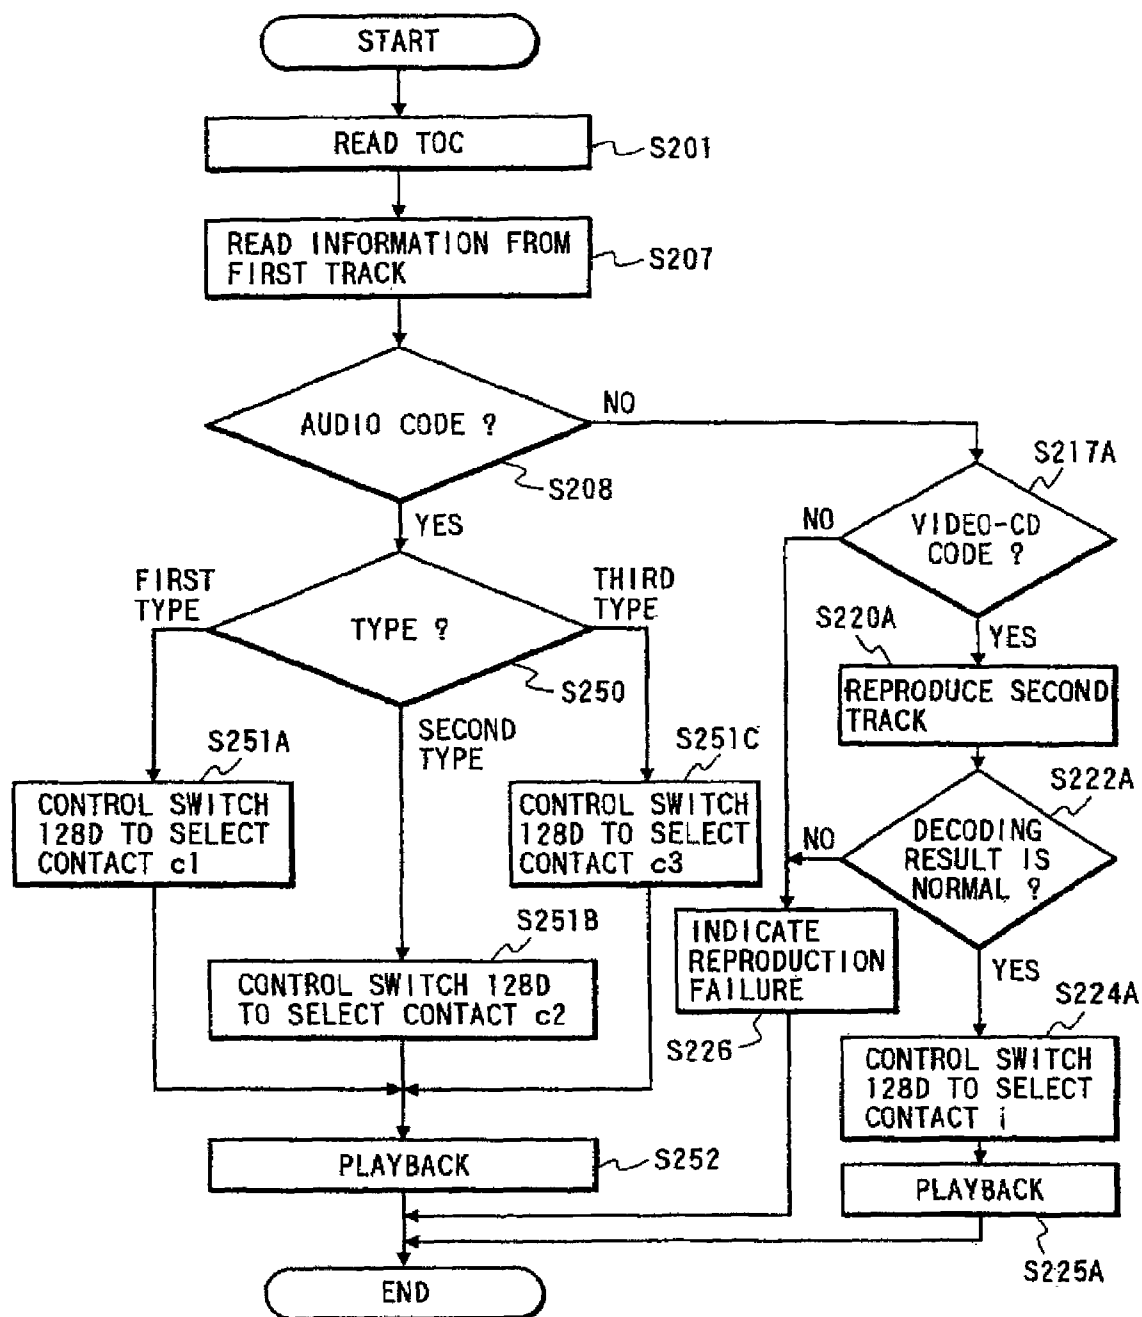 START
READ TOC
S201
READ INFORMATION FROM
FIRST TRACK
S207
AUDIO CODE ?
NO
S208
YES
S217A
VIDEO-CD
CODE ?
NO
YES
FIRST
TYPE
THIRD
TYPE
TYPE ?
S250
SECOND
TYPE
S220A
REPRODUCE SECOND
TRACK
S251A
CONTROL SWITCH
128D TO SELECT
CONTACT c1
S251C
CONTROL SWITCH
128D TO SELECT
CONTACT c3
S222A
DECODING
RESULT IS
NORMAL ?
NO
YES
S251B
CONTROL SWITCH 128D
TO SELECT CONTACT c2
INDICATE
REPRODUCTION
FAILURE
S226
S224A
CONTROL SWITCH
128D TO SELECT
CONTACT i
PLAYBACK
S252
PLAYBACK
S225A
END